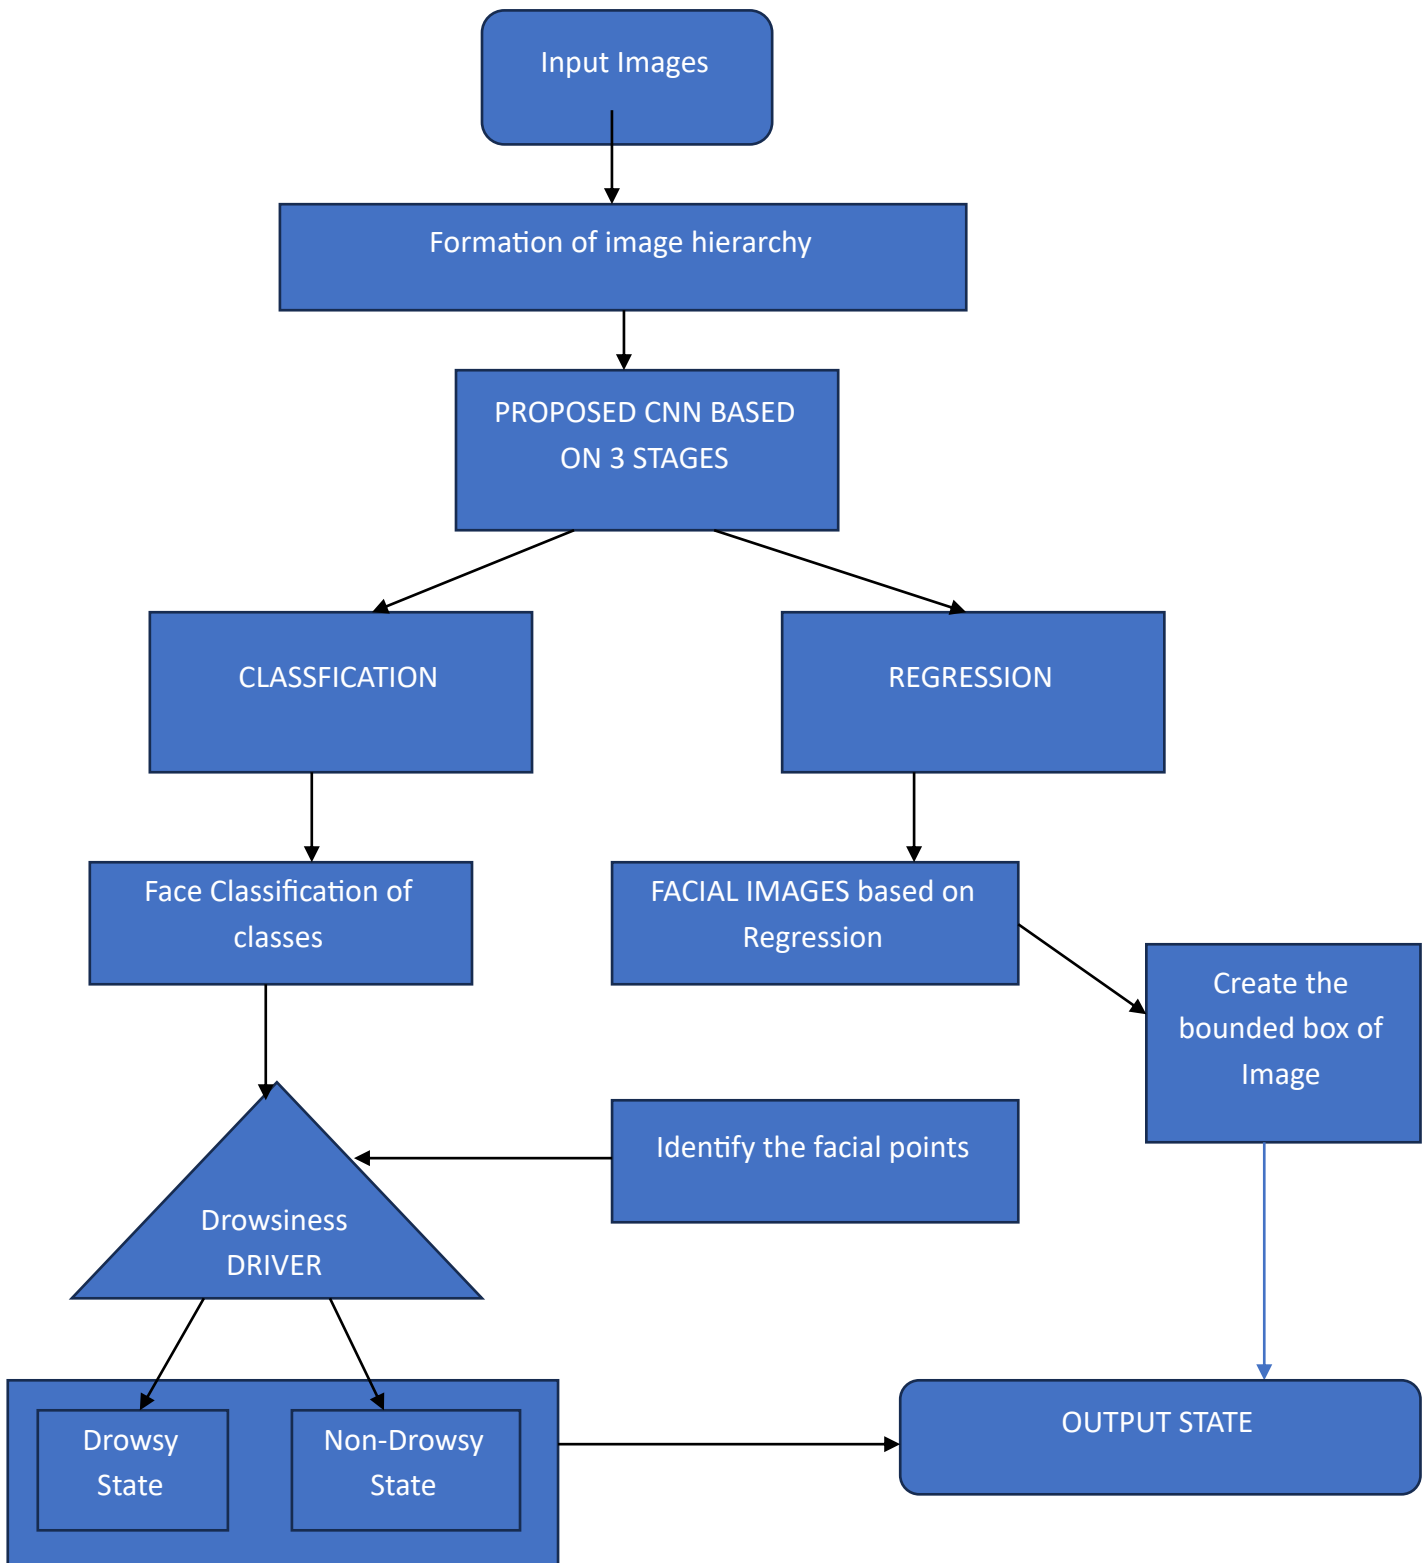 Input Images
Formation of image hierarchy
PROPOSED CNN BASED
ON 3 STAGES
CLASSFICATION
REGRESSION
Face Classification of
classes
FACIAL IMAGES based on
Regression
Create the
bounded box of
Image
Identify the facial points
Drowsiness
DRIVER
Drowsy
State
Non-Drowsy
State
OUTPUT STATE